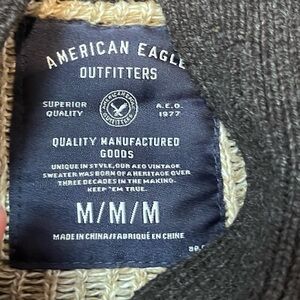 AMERICAN EAGLE
OUTFITTERS
SUPERIOR QUALITY
A.E.O. 1977
QUALITY MANUFACTURED
GOODS
UNIQUE IN STYLE, OUR AEO VINTAGE
SWEATER WAS BORN OF A HERITAGE OVER
THREE DECADES IN THE MAKING.
KEEP 'EM TRUE.
M/M/M
MADE IN CHINA/FABRIQUÉ EN CHINE